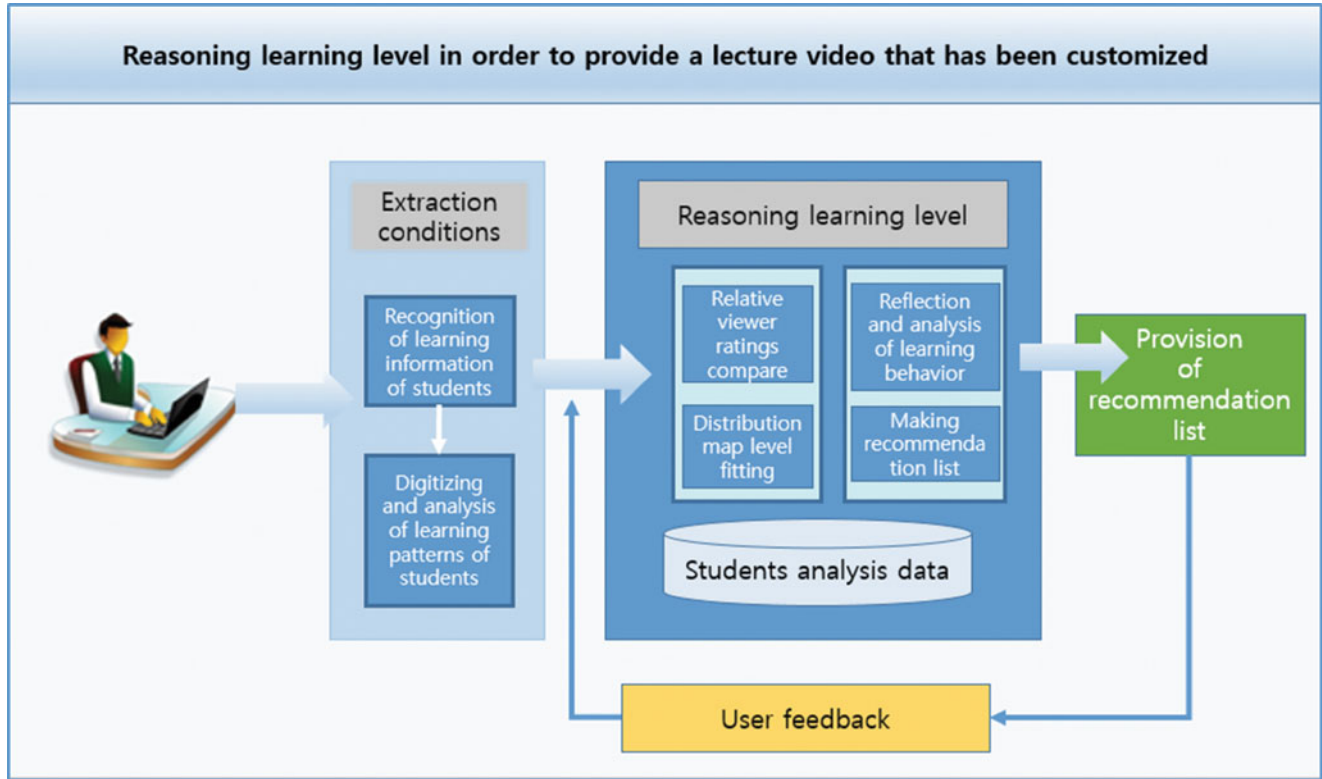 Reasoning learning level in order to provide a lecture video that has been customized
Extraction
conditions
Recognition
of learning
information
of students
Digitizing
and analysis
of learning
patterns of
students
Reasoning learning level
Relative
viewer
ratings
compare
Distribution
map level
fitting
Reflection
and analysis
of learning
behavior
Making
recommenda
tion list
Students analysis data
Provision
of
recommendation
list
User feedback